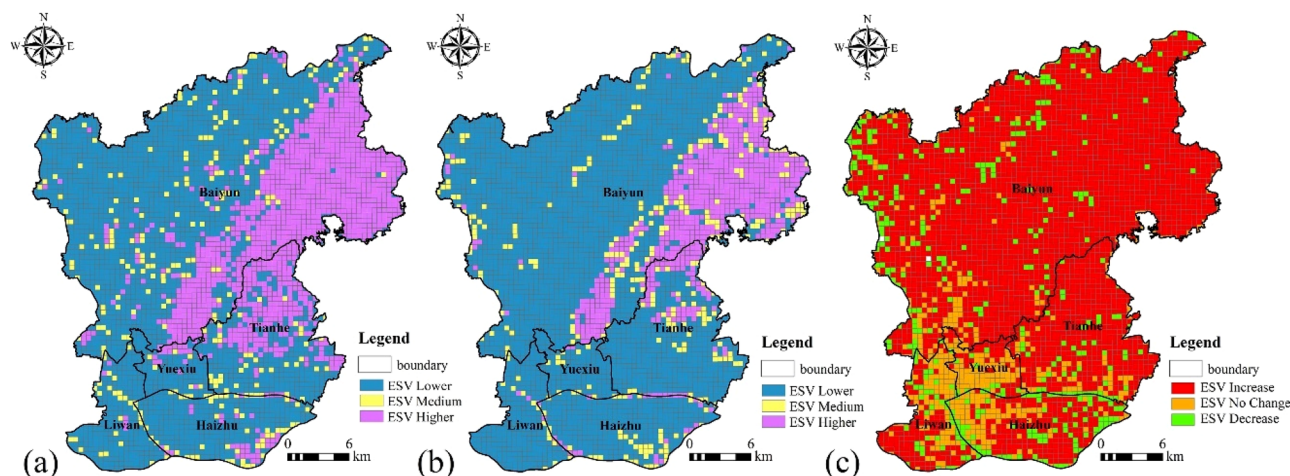 N
W E
S
Baiyun
Tianhe
Yuexiu
Liwan
Haizhu
Legend
boundary
ESV Lower
ESV Medium
ESV Higher
0 6
km
(a)
N
W E
S
Baiyun
Tianhe
Yuexiu
Liwan
Haizhu
Legend
boundary
ESV Lower
ESV Medium
ESV Higher
0 6
km
(b)
N
W E
S
Baiyun
Tianhe
Yuexiu
Liwan
Haizhu
Legend
boundary
ESV Increase
ESV No Change
ESV Decrease
0 6
km
(c)